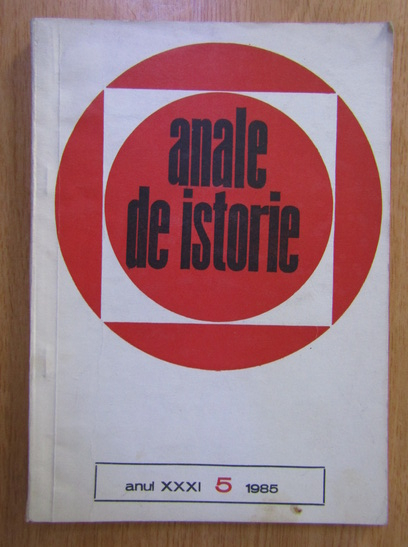 anale
de istorie
anul XXXI 5 1985